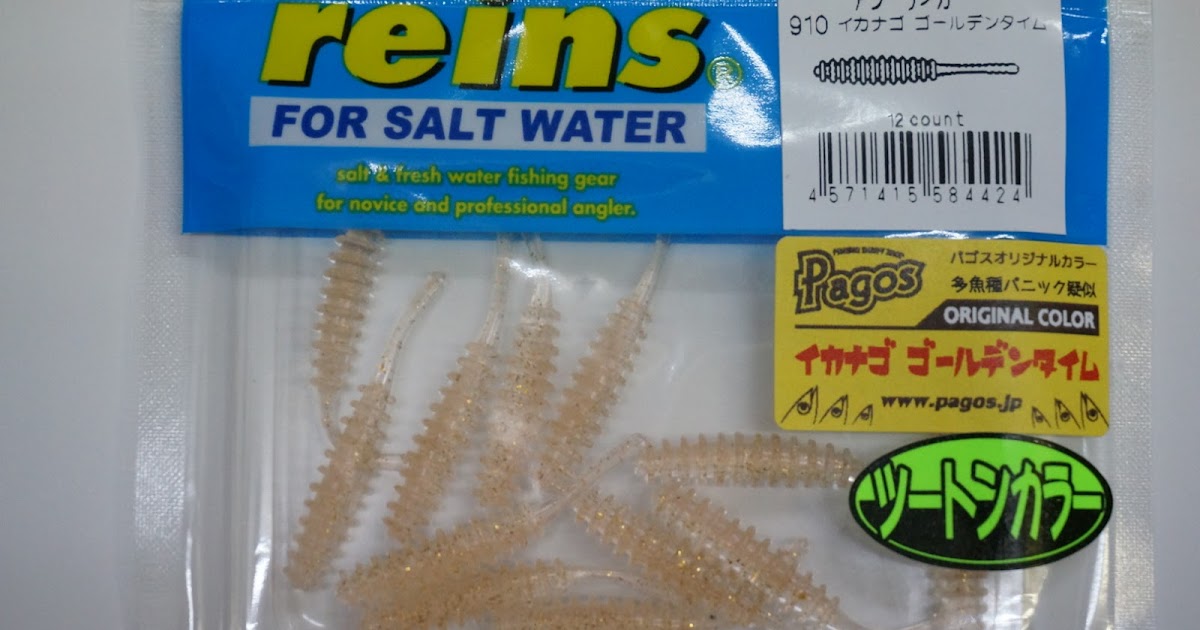 reins
FOR SALT WATER
salt & fresh water fishing gear
for novice and professional angler.
910 イカナゴ ゴールデンタイム
12 count
4 571415 584424
Pagos
パゴスオリジナルカラー
多魚種パニック疑似
ORIGINAL COLOR
イカナゴ ゴールデンタイム
www.pagos.jp
ツートンカラー